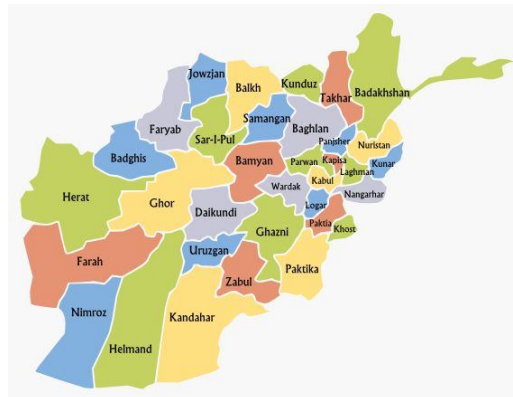 Jowzjan
Balkh
Kunduz
Takhar
Badakhshan
Faryab
Sar-I-Pul
Samangan
Baghlan
Panjsher
Nuristan
Badghis
Bamyan
Parwan
Kapisa
Laghman
Kunar
Herat
Ghor
Daikundi
Wardak
Kabul
Nangarhar
Logar
Ghazni
Paktia
Khost
Farah
Uruzgan
Zabul
Paktika
Nimroz
Kandahar
Helmand